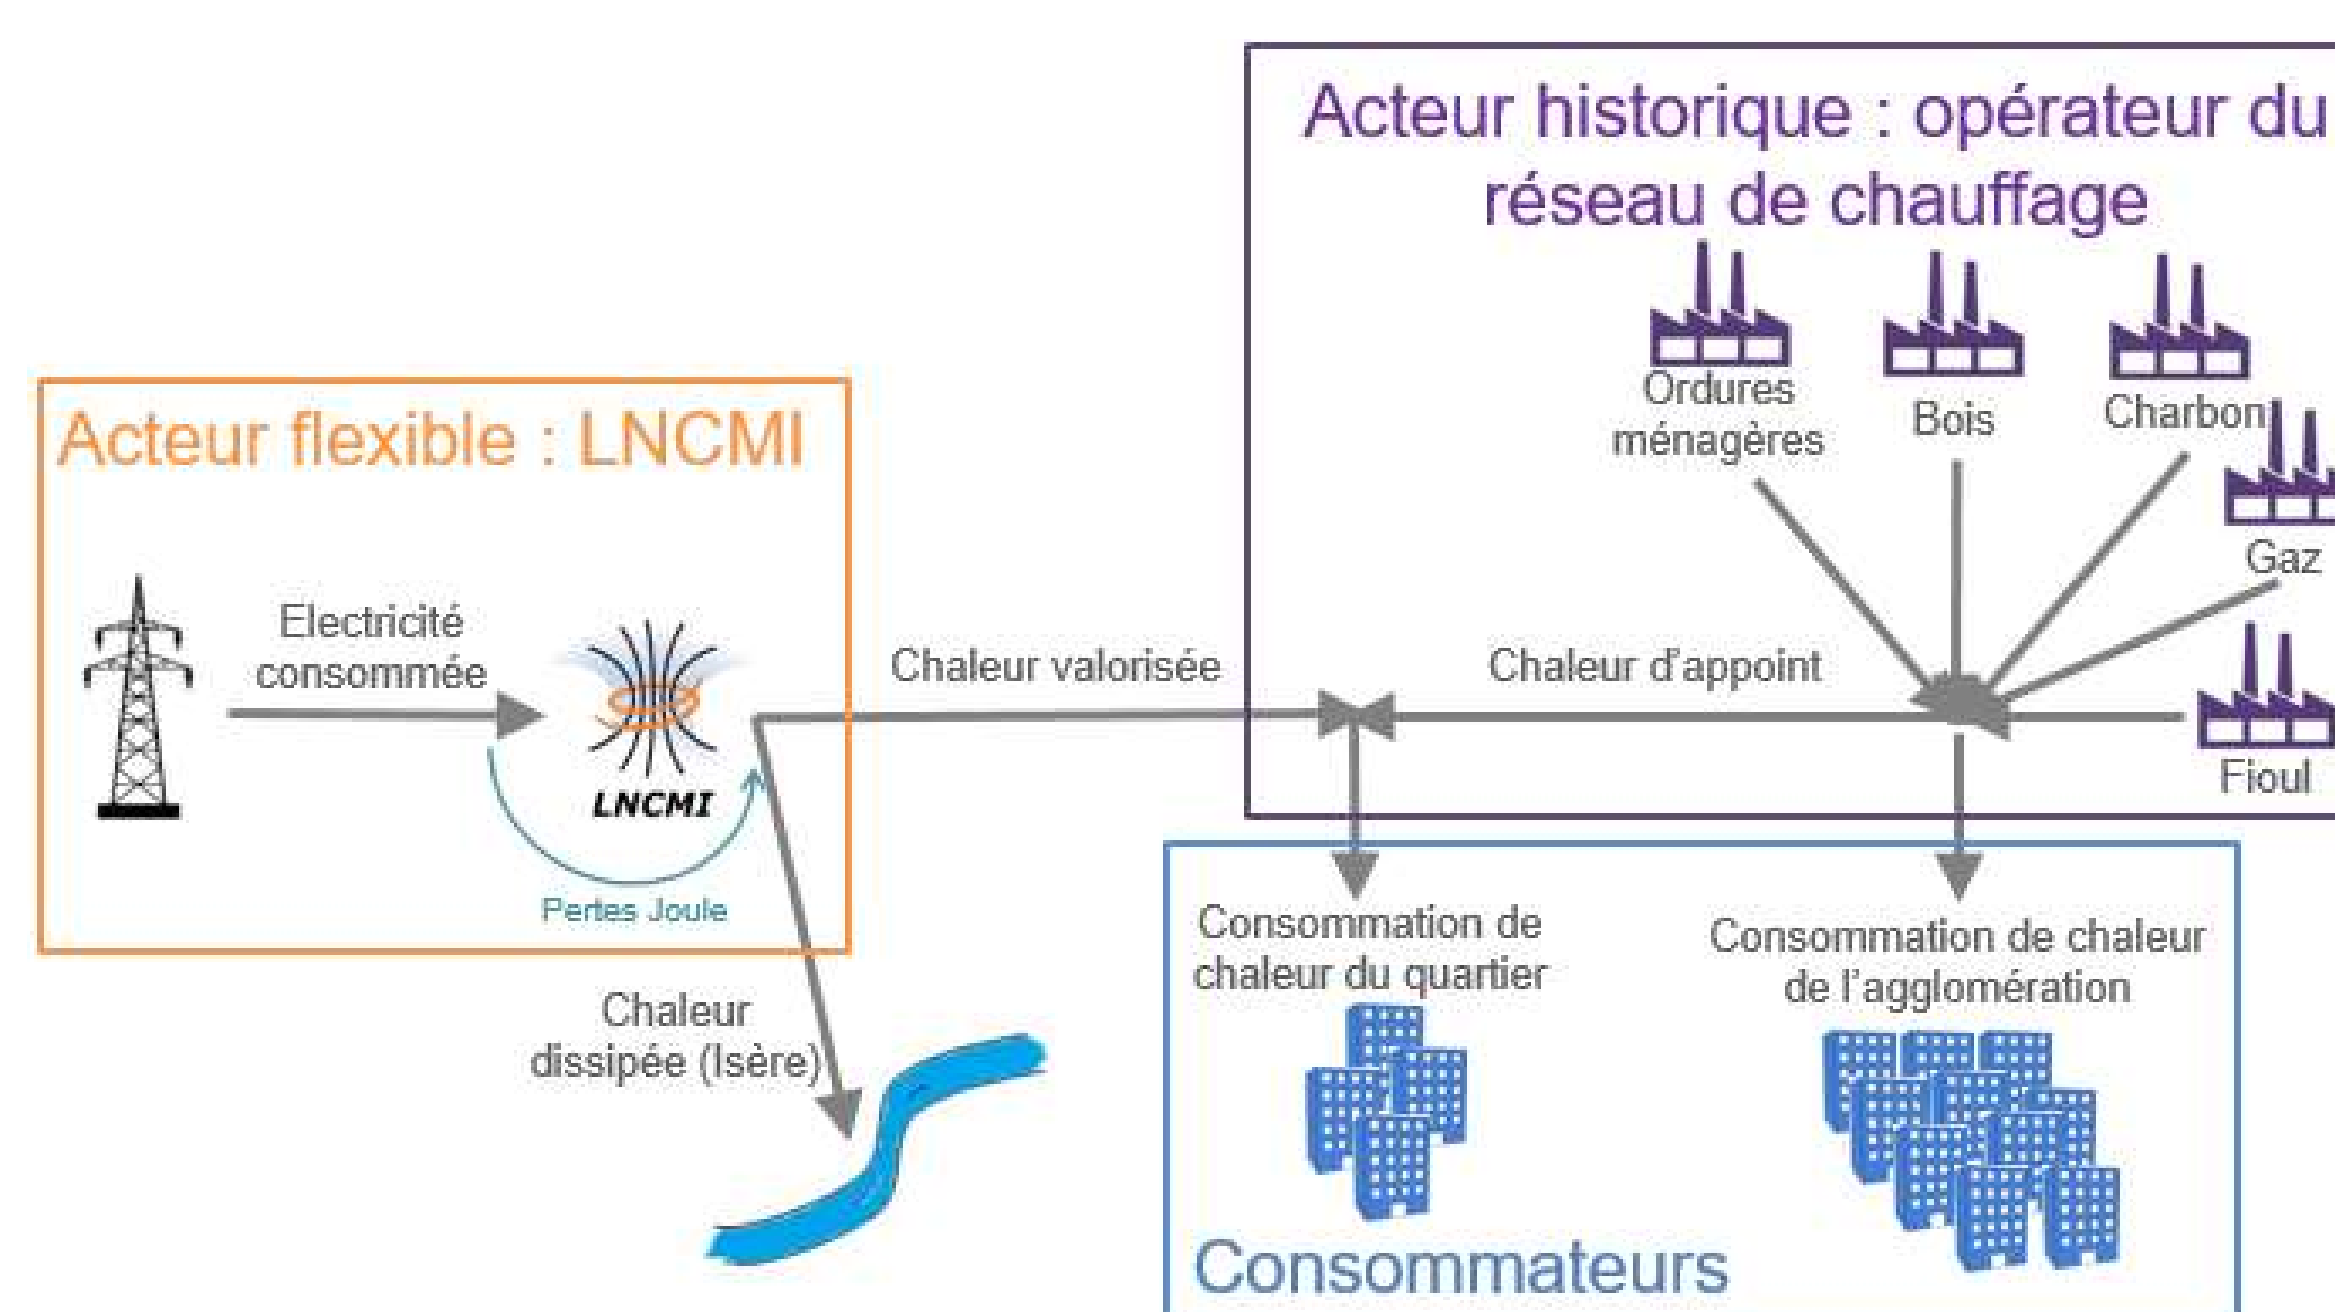 Acteur historique : opérateur du
réseau de chauffage
Ordures
ménagères
Bois
Charbon
Gaz
Fioul
Acteur flexible : LNCMI
Electricité
consommée
LNCMI
Pertes Joule
Chaleur valorisée
Chaleur d'appoint
Chaleur
dissipée (Isère)
Consommation de
chaleur du quartier
Consommation de chaleur
de l'agglomération
Consommateurs